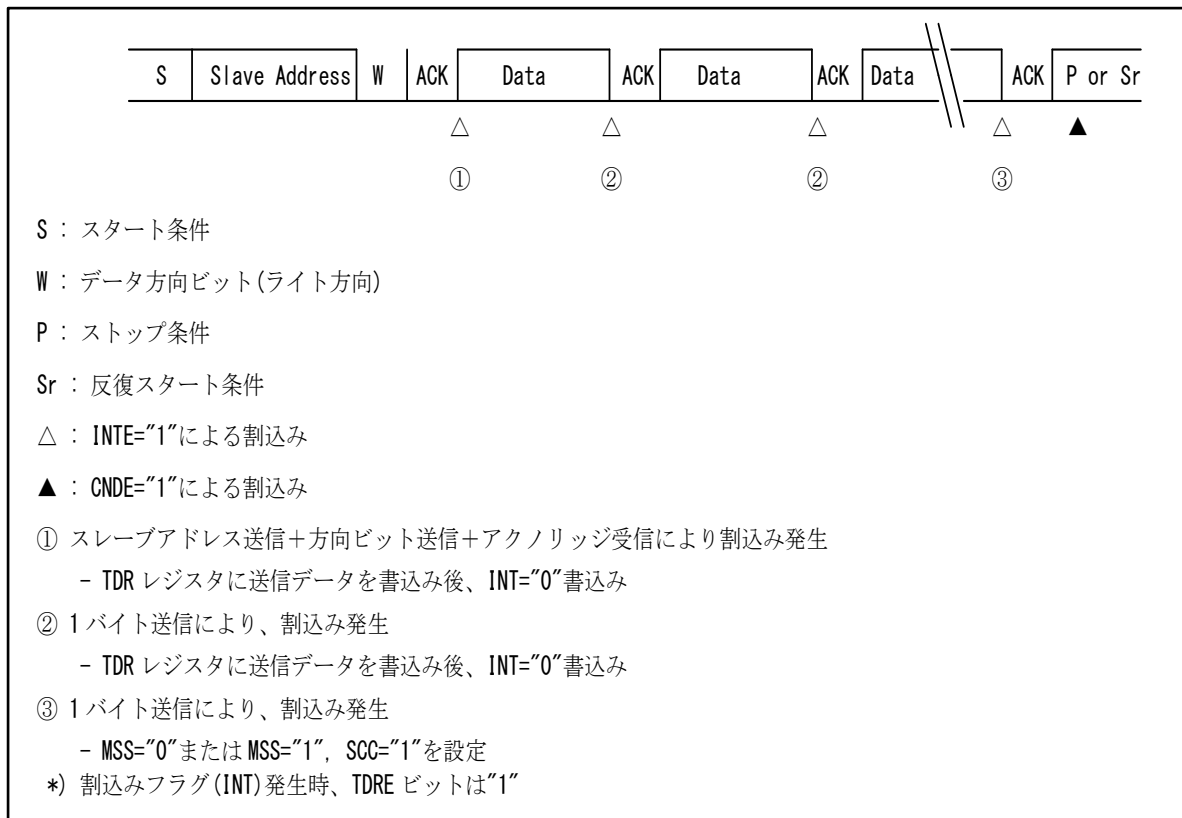 S Slave Address W ACK Data ACK Data ACK Data ACK P or Sr
△ △ △ △ ▲
① ② ② ③
S : スタート条件
W : データ方向ビット(ライト方向)
P : ストップ条件
Sr : 反復スタート条件
△ : INTE="1"による割込み
▲ : CNDE="1"による割込み
① スレーブアドレス送信+方向ビット送信+アクノリッジ受信により割込み発生
- TDR レジスタに送信データを書込み後、INT="0"書込み
② 1 バイト送信により、割込み発生
- TDR レジスタに送信データを書込み後、INT="0"書込み
③ 1 バイト送信により、割込み発生
- MSS="0"または MSS="1", SCC="1"を設定
*) 割込みフラグ(INT)発生時、TDRE ビットは"1"